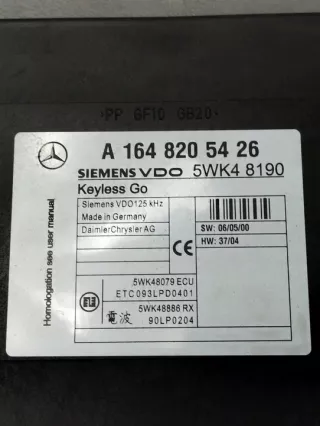 >PP GF10 GB20<
A 164 820 54 26
SIEMENS VDO 5WK4 8190
Keyless Go
Siemens VDO125 kHz
Made in Germany
DaimlerChrysler AG
CE
SW: 06/05/00
HW: 37/04
Homologation see user manual
5WK48079 ECU
ETC093LPD0401
5WK48886 RX
電波 90LP0204